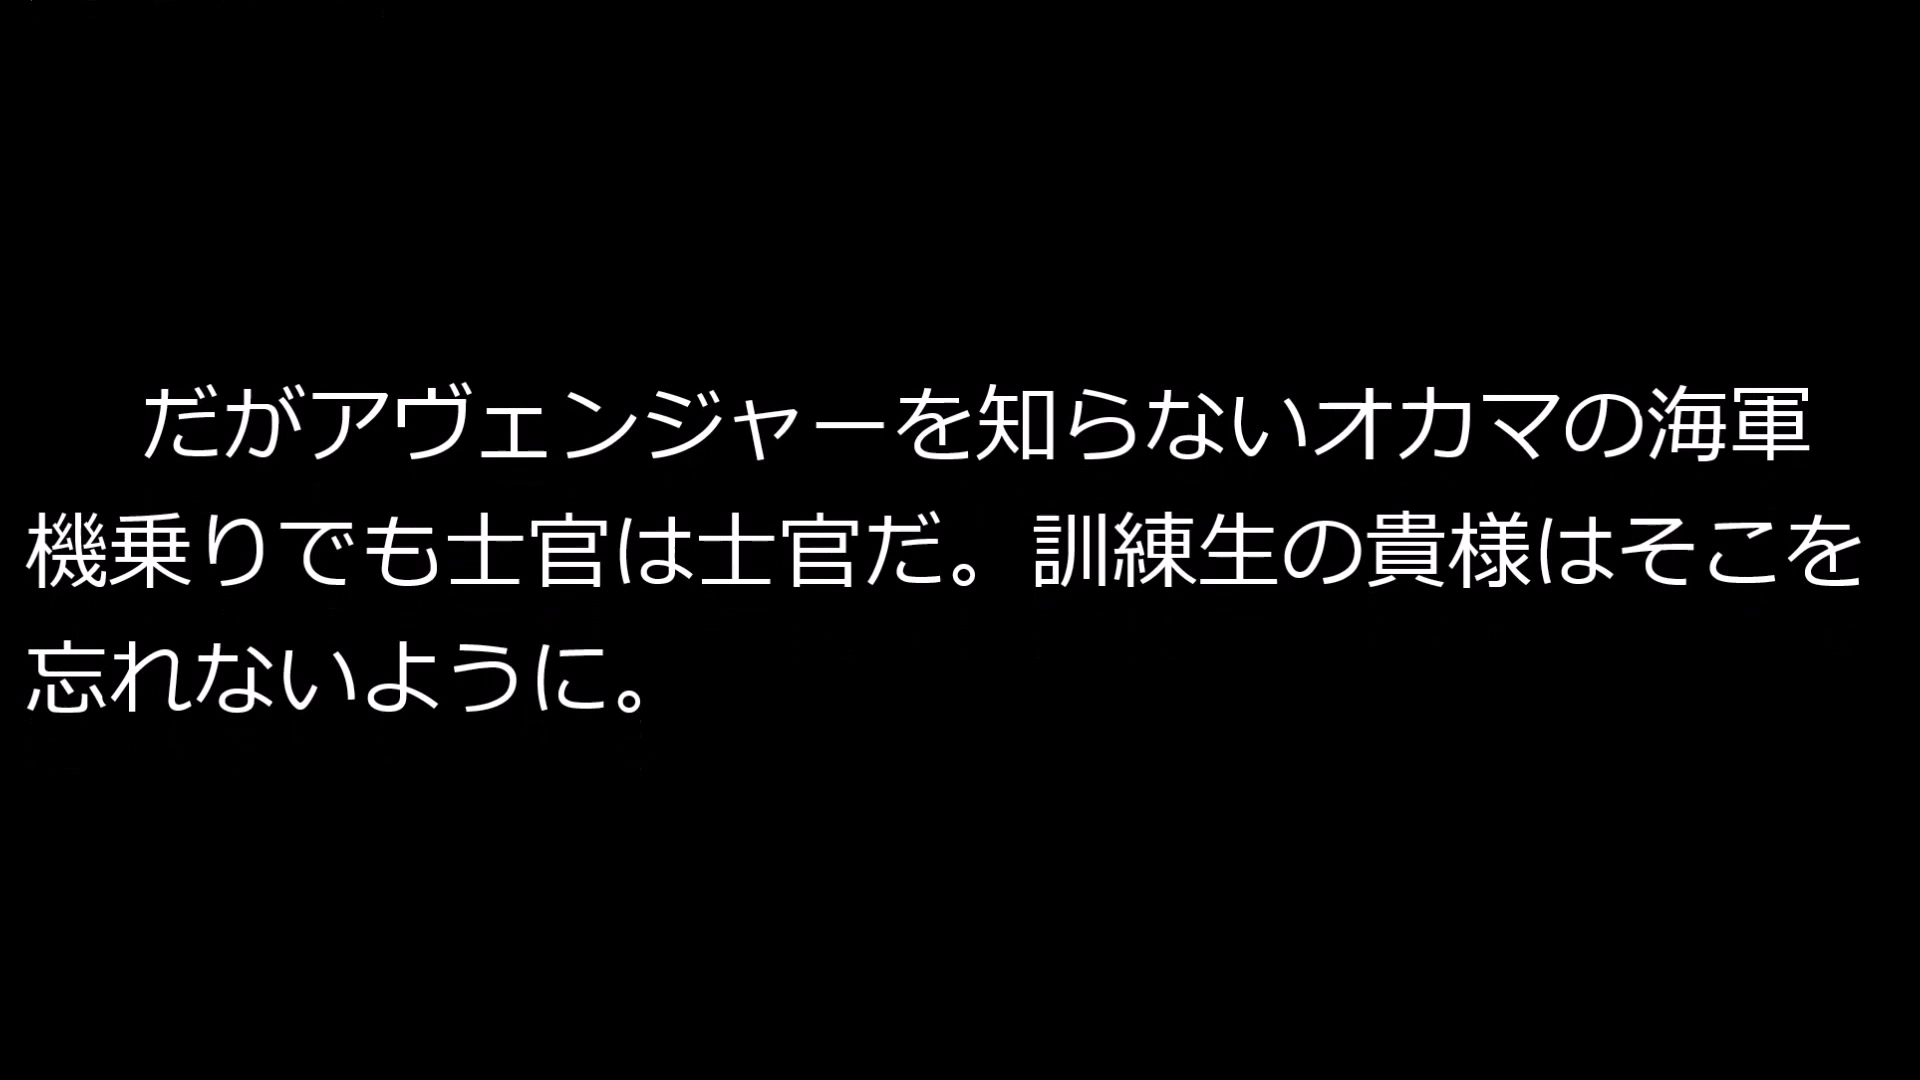 だがアヴェンジャーを知らないオカマの海軍
機乗りでも士官は士官だ。訓練生の貴様はそこを
忘れないように。